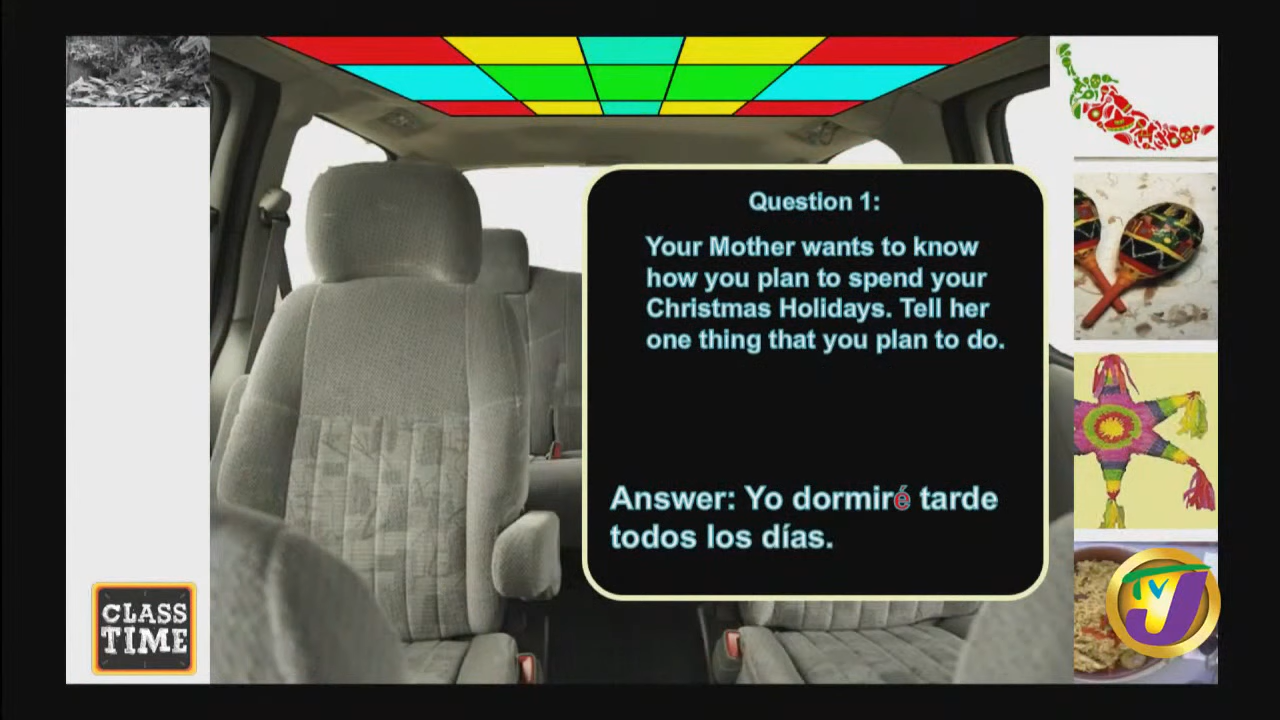 Question 1:
Your Mother wants to know
how you plan to spend your
Christmas Holidays. Tell her
one thing that you plan to do.
Answer: Yo dormiré tarde
todos los días.
CLASS
TIME
TVJ